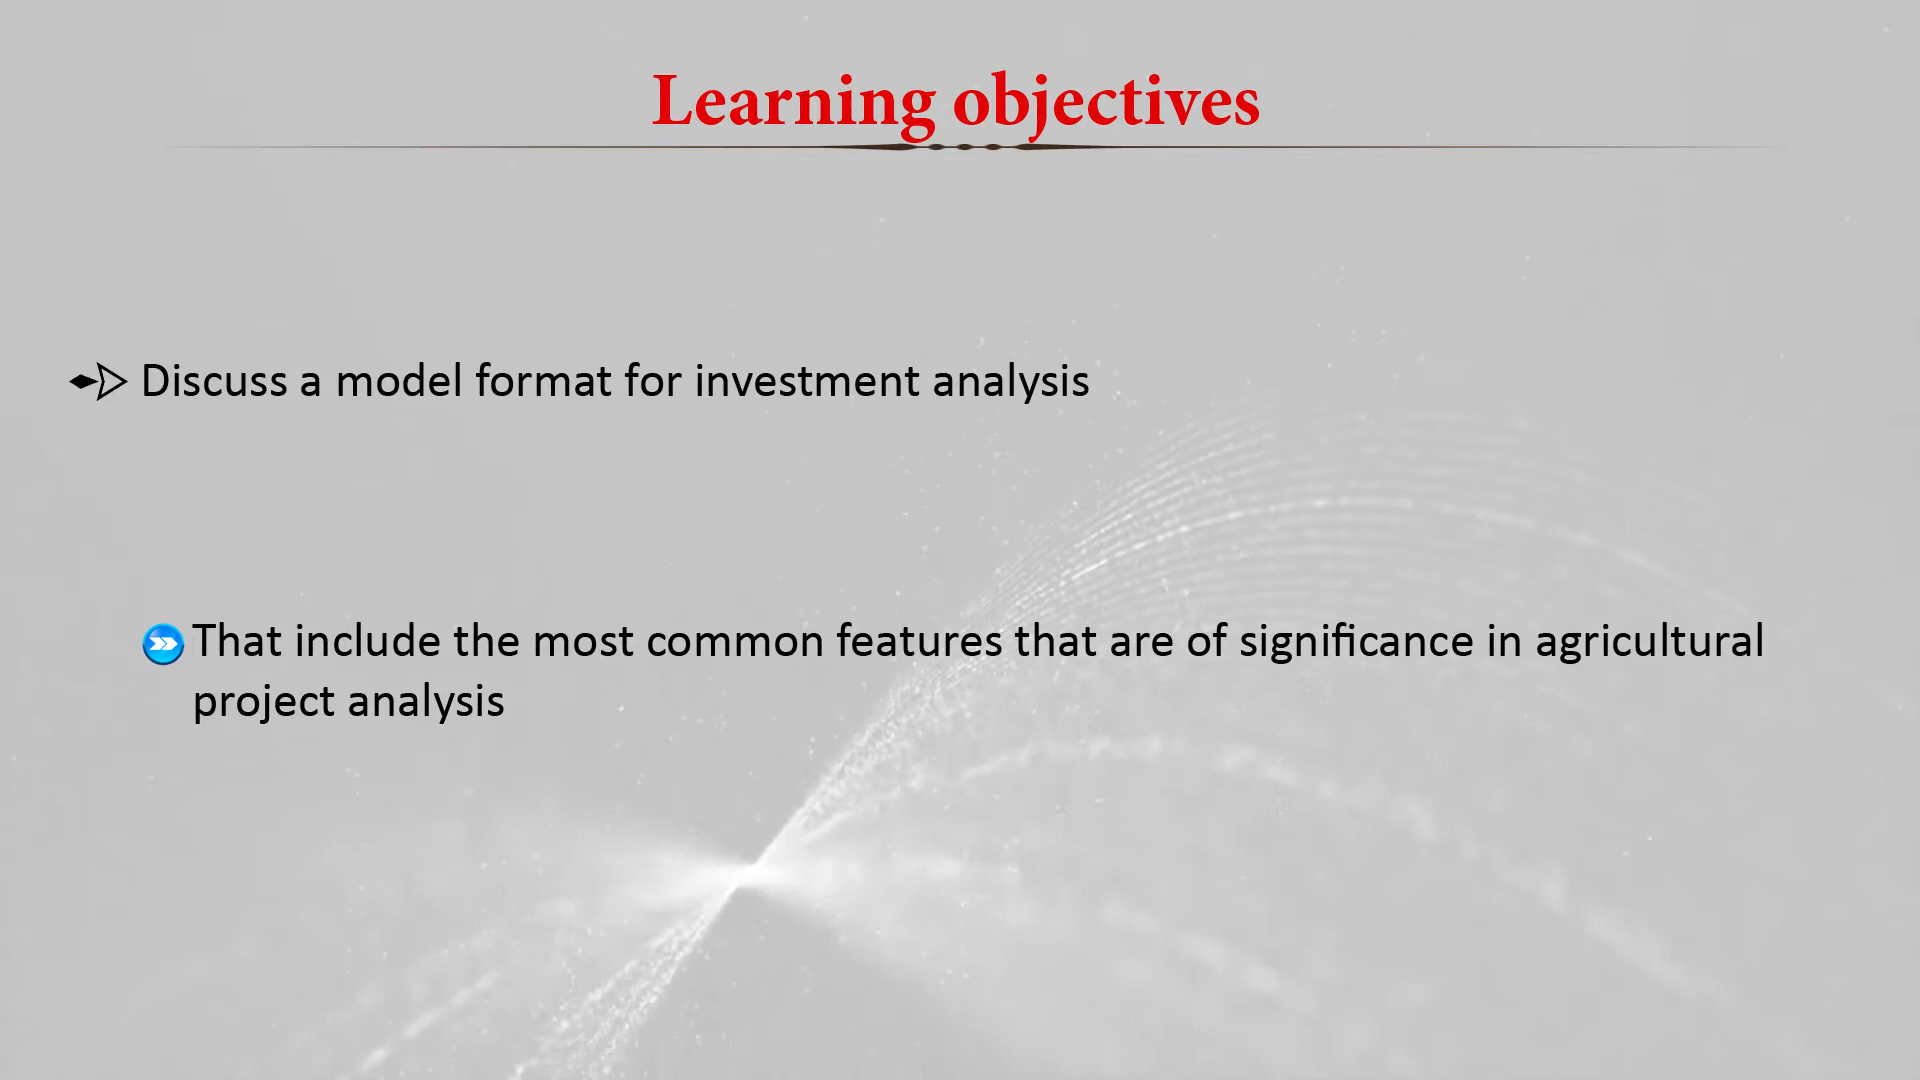 Learning objectives
Discuss a model format for investment analysis
That include the most common features that are of significance in agricultural
project analysis